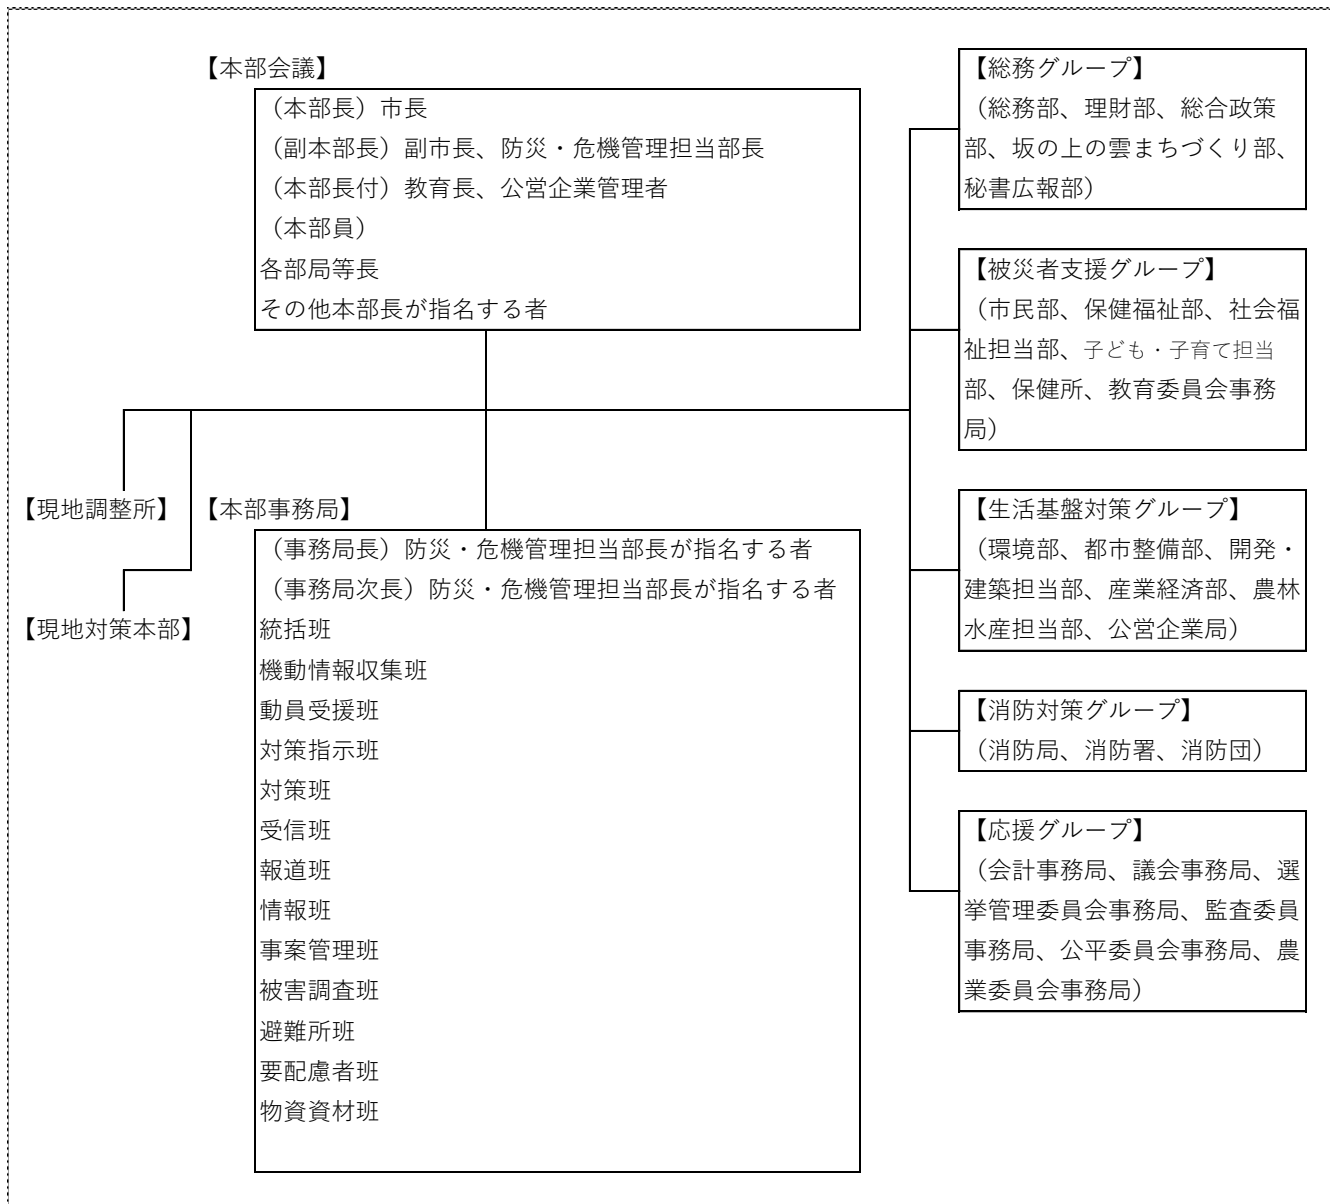 【本部会議】
（本部長）市長
（副本部長）副市長、防災・危機管理担当部長
（本部長付）教育長、公営企業管理者
（本部員）
各部局等長
その他本部長が指名する者
【現地調整所】
【現地対策本部】
【本部事務局】
（事務局長）防災・危機管理担当部長が指名する者
（事務局次長）防災・危機管理担当部長が指名する者
統括班
機動情報収集班
動員受援班
対策指示班
対策班
受信班
報道班
情報班
事案管理班
被害調査班
避難所班
要配慮者班
物資資材班
【総務グループ】
（総務部、理財部、総合政策
部、坂の上の雲まちづくり部、
秘書広報部）
【被災者支援グループ】
（市民部、保健福祉部、社会福
祉担当部、子ども・子育て担当
部、保健所、教育委員会事務
局）
【生活基盤対策グループ】
（環境部、都市整備部、開発・
建築担当部、産業経済部、農林
水産担当部、公営企業局）
【消防対策グループ】
（消防局、消防署、消防団）
【応援グループ】
（会計事務局、議会事務局、選
挙管理委員会事務局、監査委員
事務局、公平委員会事務局、農
業委員会事務局）